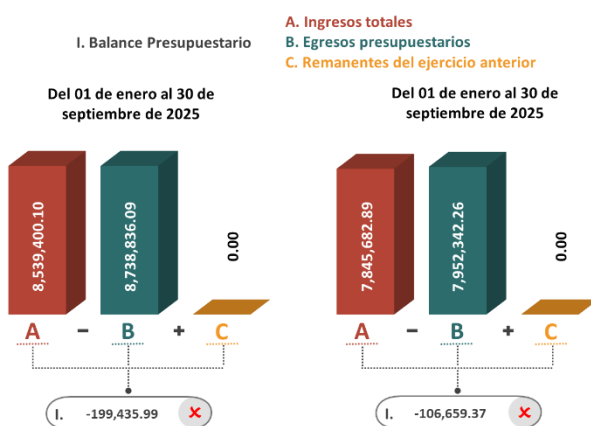 A. Ingresos totales
I. Balance Presupuestario
B. Egresos presupuestarios
C. Remanentes del ejercicio anterior
Del 01 de enero al 30 de
septiembre de 2025
8,539,400.10
8,738,836.09
0.00
A − B + C
I. -199,435.99 ✘
Del 01 de enero al 30 de
septiembre de 2025
7,845,682.89
7,952,342.26
0.00
A − B + C
I. -106,659.37 ✘